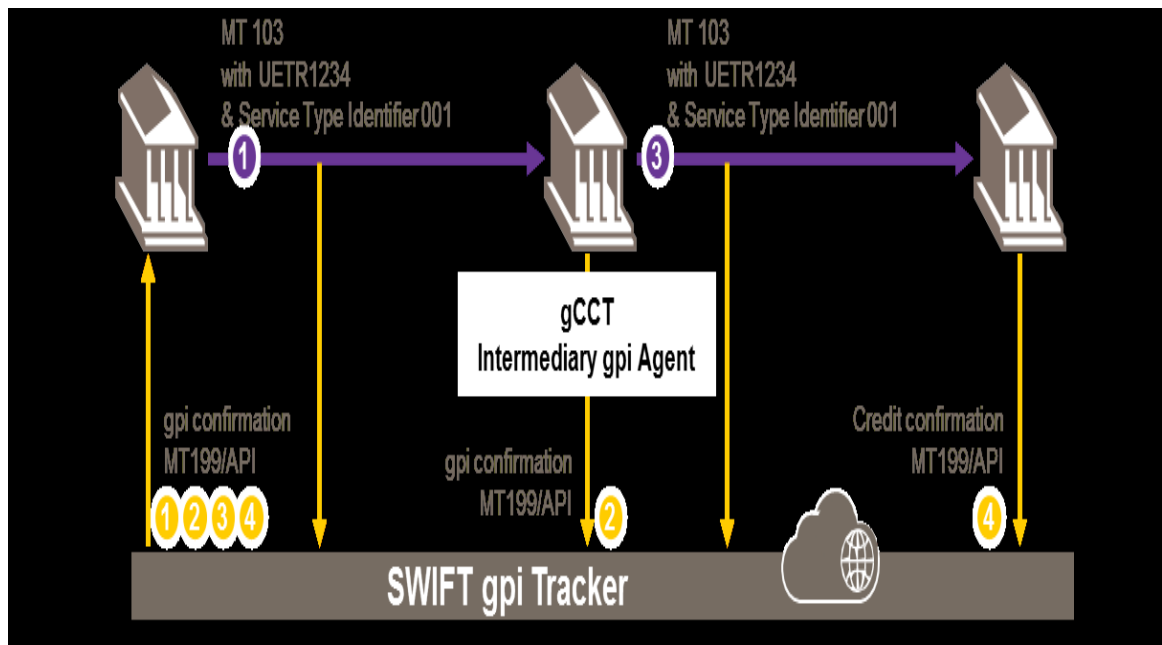 MT 103
with UETR1234
& Service Type Identifier 001
1
MT 103
with UETR1234
& Service Type Identifier 001
3
gCCT
Intermediary gpi Agent
gpi confirmation
MT199/API
1 2 3 4
gpi confirmation
MT199/API
2
Credit confirmation
MT199/API
4
SWIFT gpi Tracker